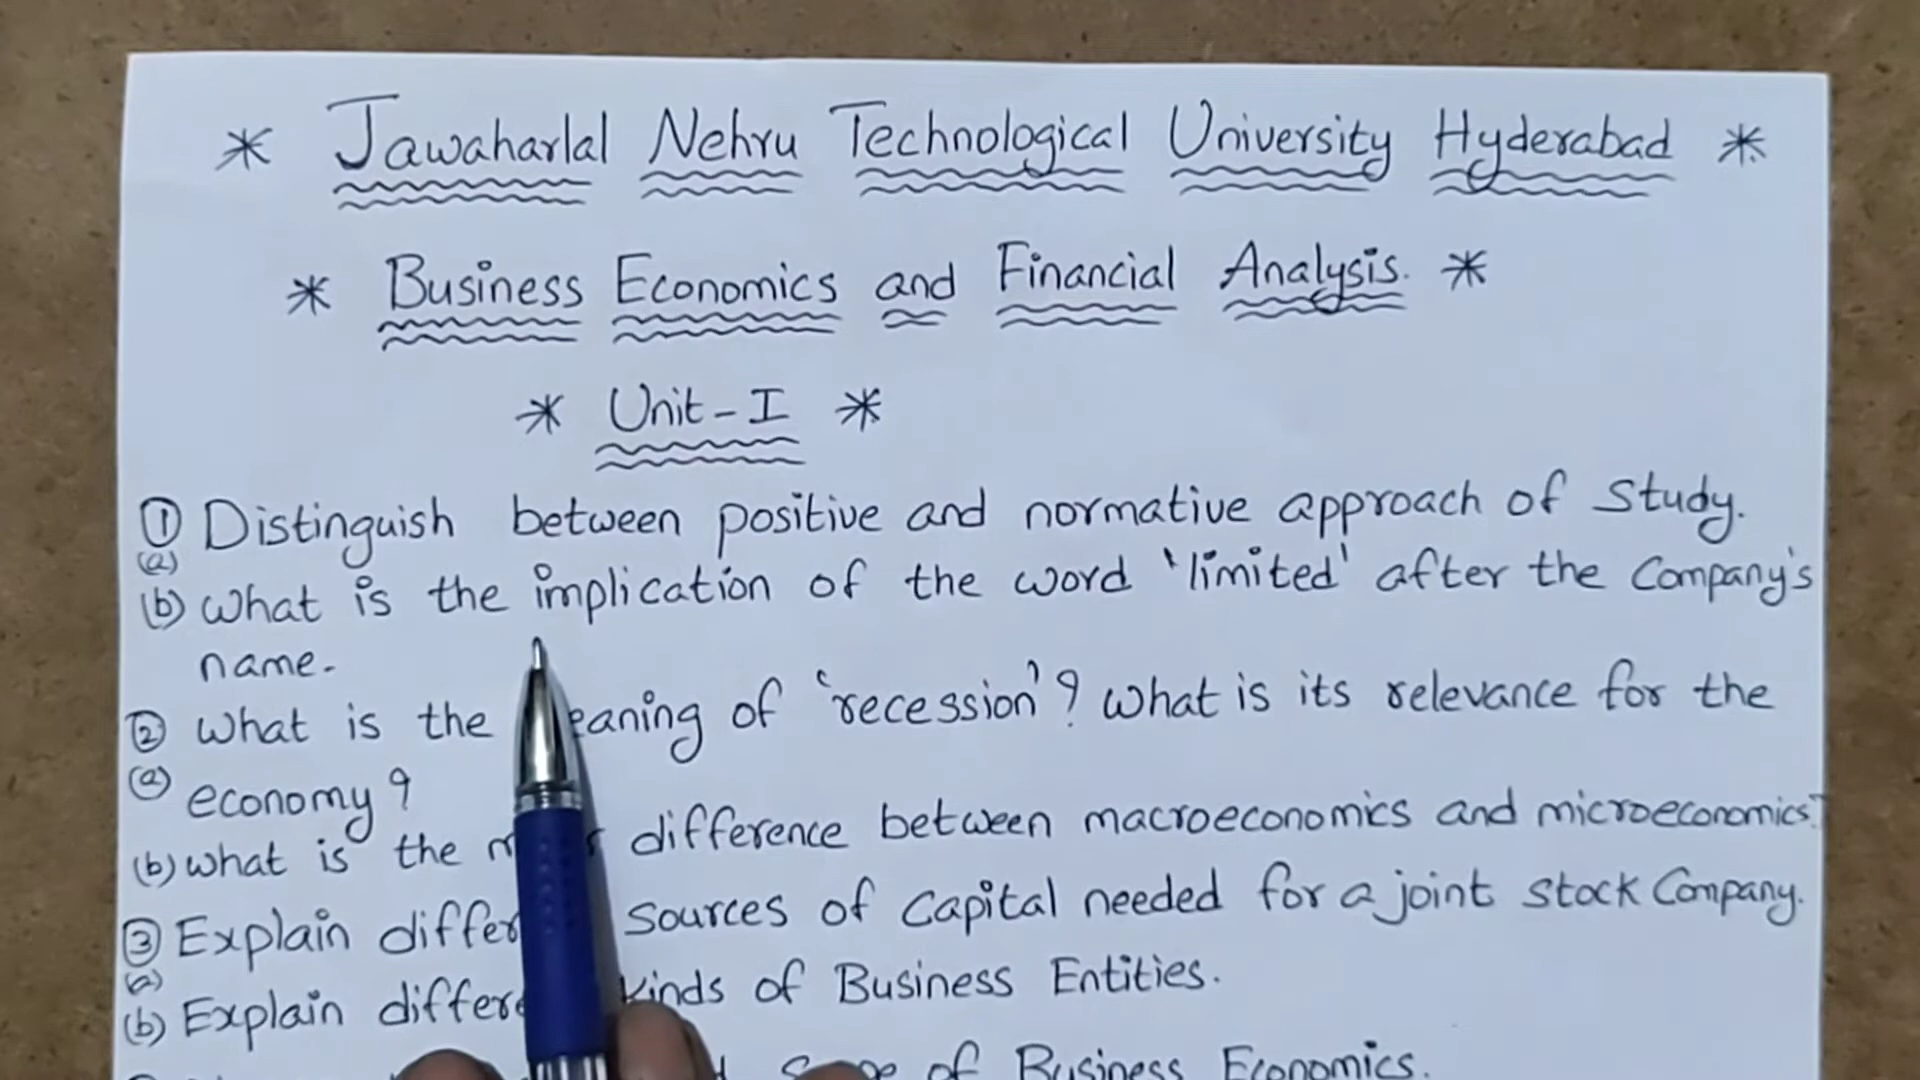 * Jawaharlal Nehru Technological University Hyderabad *
* Business Economics and Financial Analysis. *
* Unit-I *
① Distinguish between positive and normative approach of study.
(a)
(b) What is the implication of the word 'limited' after the Company's
name.
② What is the eaning of 'recession'? What is its relevance for the
(a) economy?
(b) what is the difference between macroeconomics and microeconomics?
③ Explain differ sources of capital needed for a joint stock Company.
(a)
(b) Explain differe kinds of Business Entities.
of Business Economics.